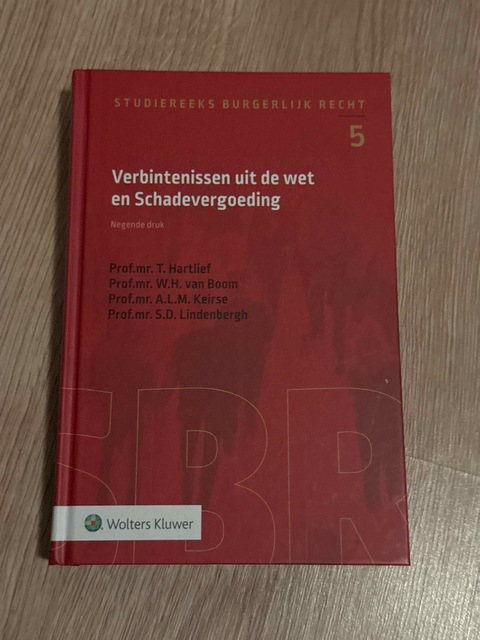 STUDIEREEKS BURGERLIJK RECHT
5
Verbintenissen uit de wet
en Schadevergoeding
Negende druk
Prof.mr. T. Hartlief
Prof.mr. W.H. van Boom
Prof.mr. A.L.M. Keirse
Prof.mr. S.D. Lindenbergh
SBR
Wolters Kluwer